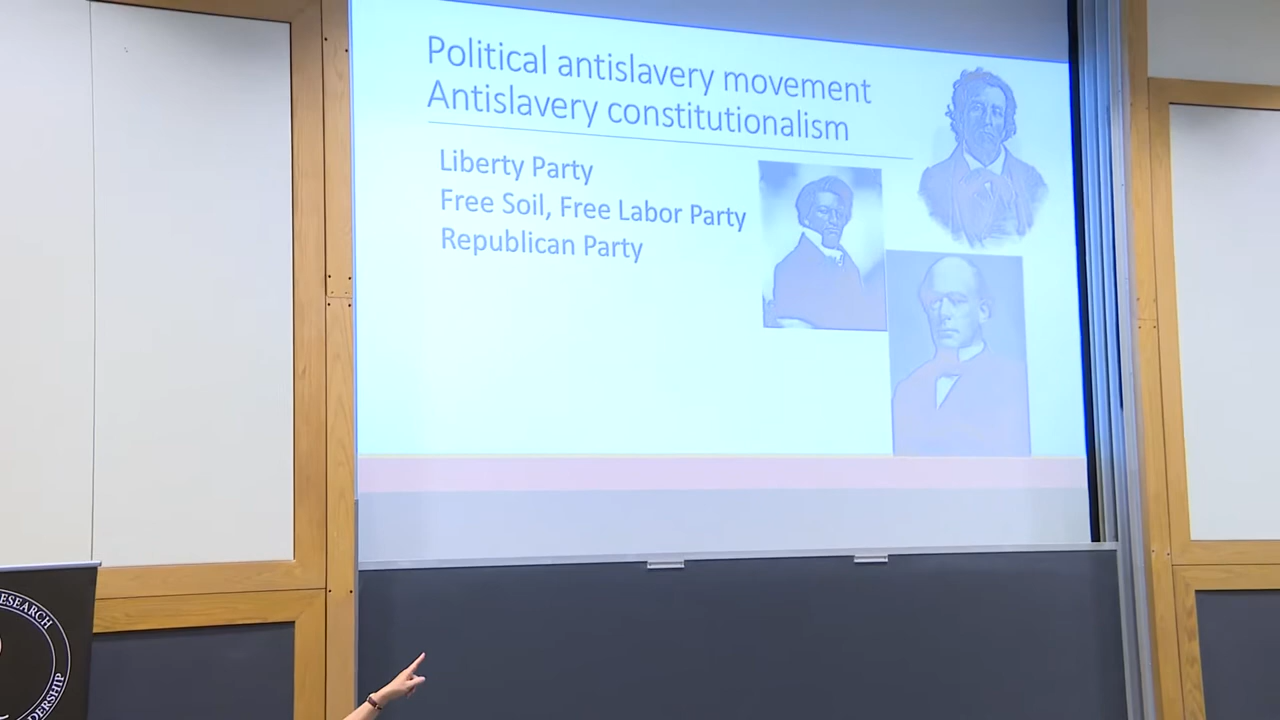 Political antislavery movement
Antislavery constitutionalism
Liberty Party
Free Soil, Free Labor Party
Republican Party
ESEARCH
DERSHIP